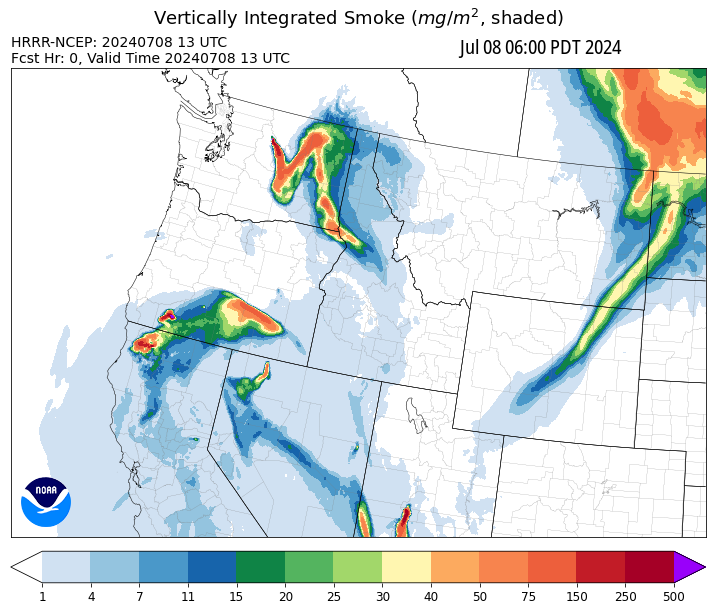 Vertically Integrated Smoke (mg/m², shaded)
HRRR-NCEP: 20240708 13 UTC
Jul 08 06:00 PDT 2024
Fcst Hr: 0, Valid Time 20240708 13 UTC
NOAA
1 4 7 11 15 20 25 30 40 50 75 150 250 500